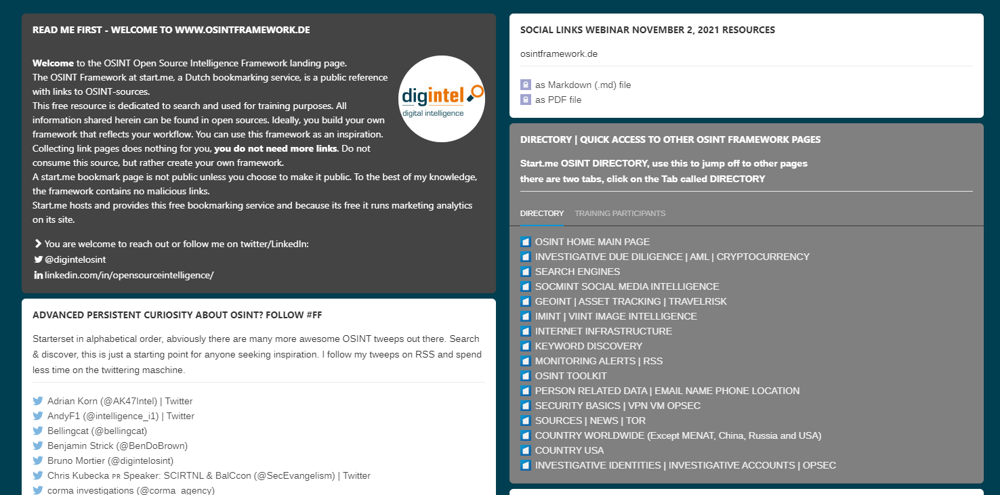 READ ME FIRST - WELCOME TO WWW.OSINTFRAMEWORK.DE
Welcome to the OSINT Open Source Intelligence Framework landing page.
The OSINT Framework at start.me, a Dutch bookmarking service, is a public reference
with links to OSINT-sources.
This free resource is dedicated to search and used for training purposes. All
information shared herein can be found in open sources. Ideally, you build your own
framework that reflects your workflow. You can use this framework as an inspiration.
Collecting link pages does nothing for you, you do not need more links. Do not
consume this source, but rather create your own framework.
A start.me bookmark page is not public unless you choose to make it public. To the best of my knowledge,
the framework contains no malicious links.
Start.me hosts and provides this free bookmarking service and because its free it runs marketing analytics
on its site.
digintel
digital intelligence
You are welcome to reach out or follow me on twitter/LinkedIn:
@digintelosint
in linkedin.com/in/opensourceintelligence/
ADVANCED PERSISTENT CURIOSITY ABOUT OSINT? FOLLOW #FF
Starterset in alphabetical order, abviously there are many more awesome OSINT tweeps out there. Search
& discover, this is just a starting point for anyone seeking inspiration. I follow my tweeps on RSS and spend
less time on the twittering maschine.
Adrian Korn (@AK47Intel) | Twitter
AndyF1 (@intelligence_i1) | Twitter
Bellingcat (@bellingcat)
Benjamin Strick (@BenDoBrown)
Bruno Mortier (@digintelosint)
Chris Kubecka ᴘʀ Speaker: SCIRTNL & BalCcon (@SecEvangelism) | Twitter
corma investigations (@corma_agency)
SOCIAL LINKS WEBINAR NOVEMBER 2, 2021 RESOURCES
osintframework.de
as Markdown (.md) file
as PDF file
DIRECTORY | QUICK ACCESS TO OTHER OSINT FRAMEWORK PAGES
Start.me OSINT DIRECTORY, use this to jump off to other pages
there are two tabs, click on the Tab called DIRECTORY
DIRECTORY TRAINING PARTICIPANTS
OSINT HOME MAIN PAGE
INVESTIGATIVE DUE DILIGENCE | AML | CRYPTOCURRENCY
SEARCH ENGINES
SOCMINT SOCIAL MEDIA INTELLIGENCE
GEOINT | ASSET TRACKING | TRAVELRISK
IMINT | VIINT IMAGE INTELLIGENCE
INTERNET INFRASTRUCTURE
KEYWORD DISCOVERY
MONITORING ALERTS | RSS
OSINT TOOLKIT
PERSON RELATED DATA | EMAIL NAME PHONE LOCATION
SECURITY BASICS | VPN VM OPSEC
SOURCES | NEWS | TOR
COUNTRY WORLDWIDE (Except MENAT, China, Russia and USA)
COUNTRY USA
INVESTIGATIVE IDENTITIES | INVESTIGATIVE ACCOUNTS | OPSEC